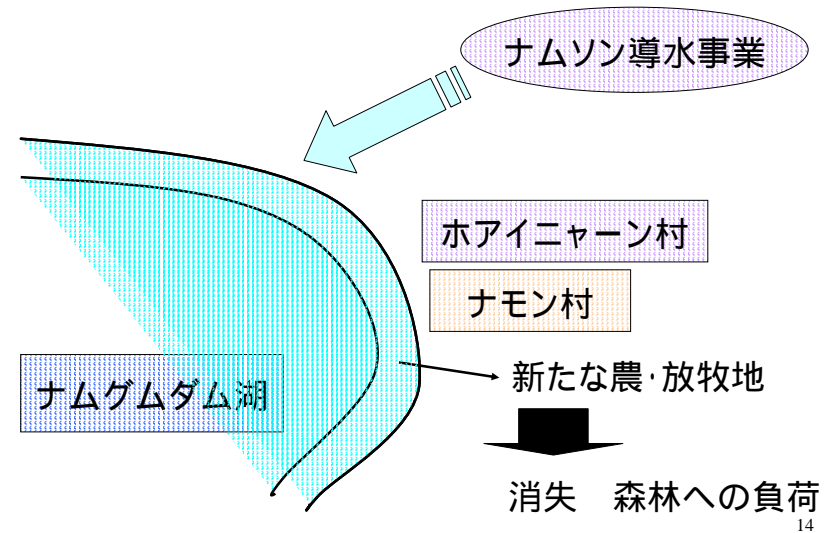 ナムソン導水事業
ホアイニャーン村
ナモン村
ナムグムダム湖
新たな農･放牧地
消失　森林への負荷
14